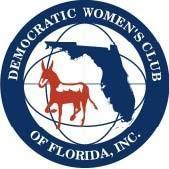 DEMOCRATIC WOMEN'S CLUB
OF FLORIDA, INC.